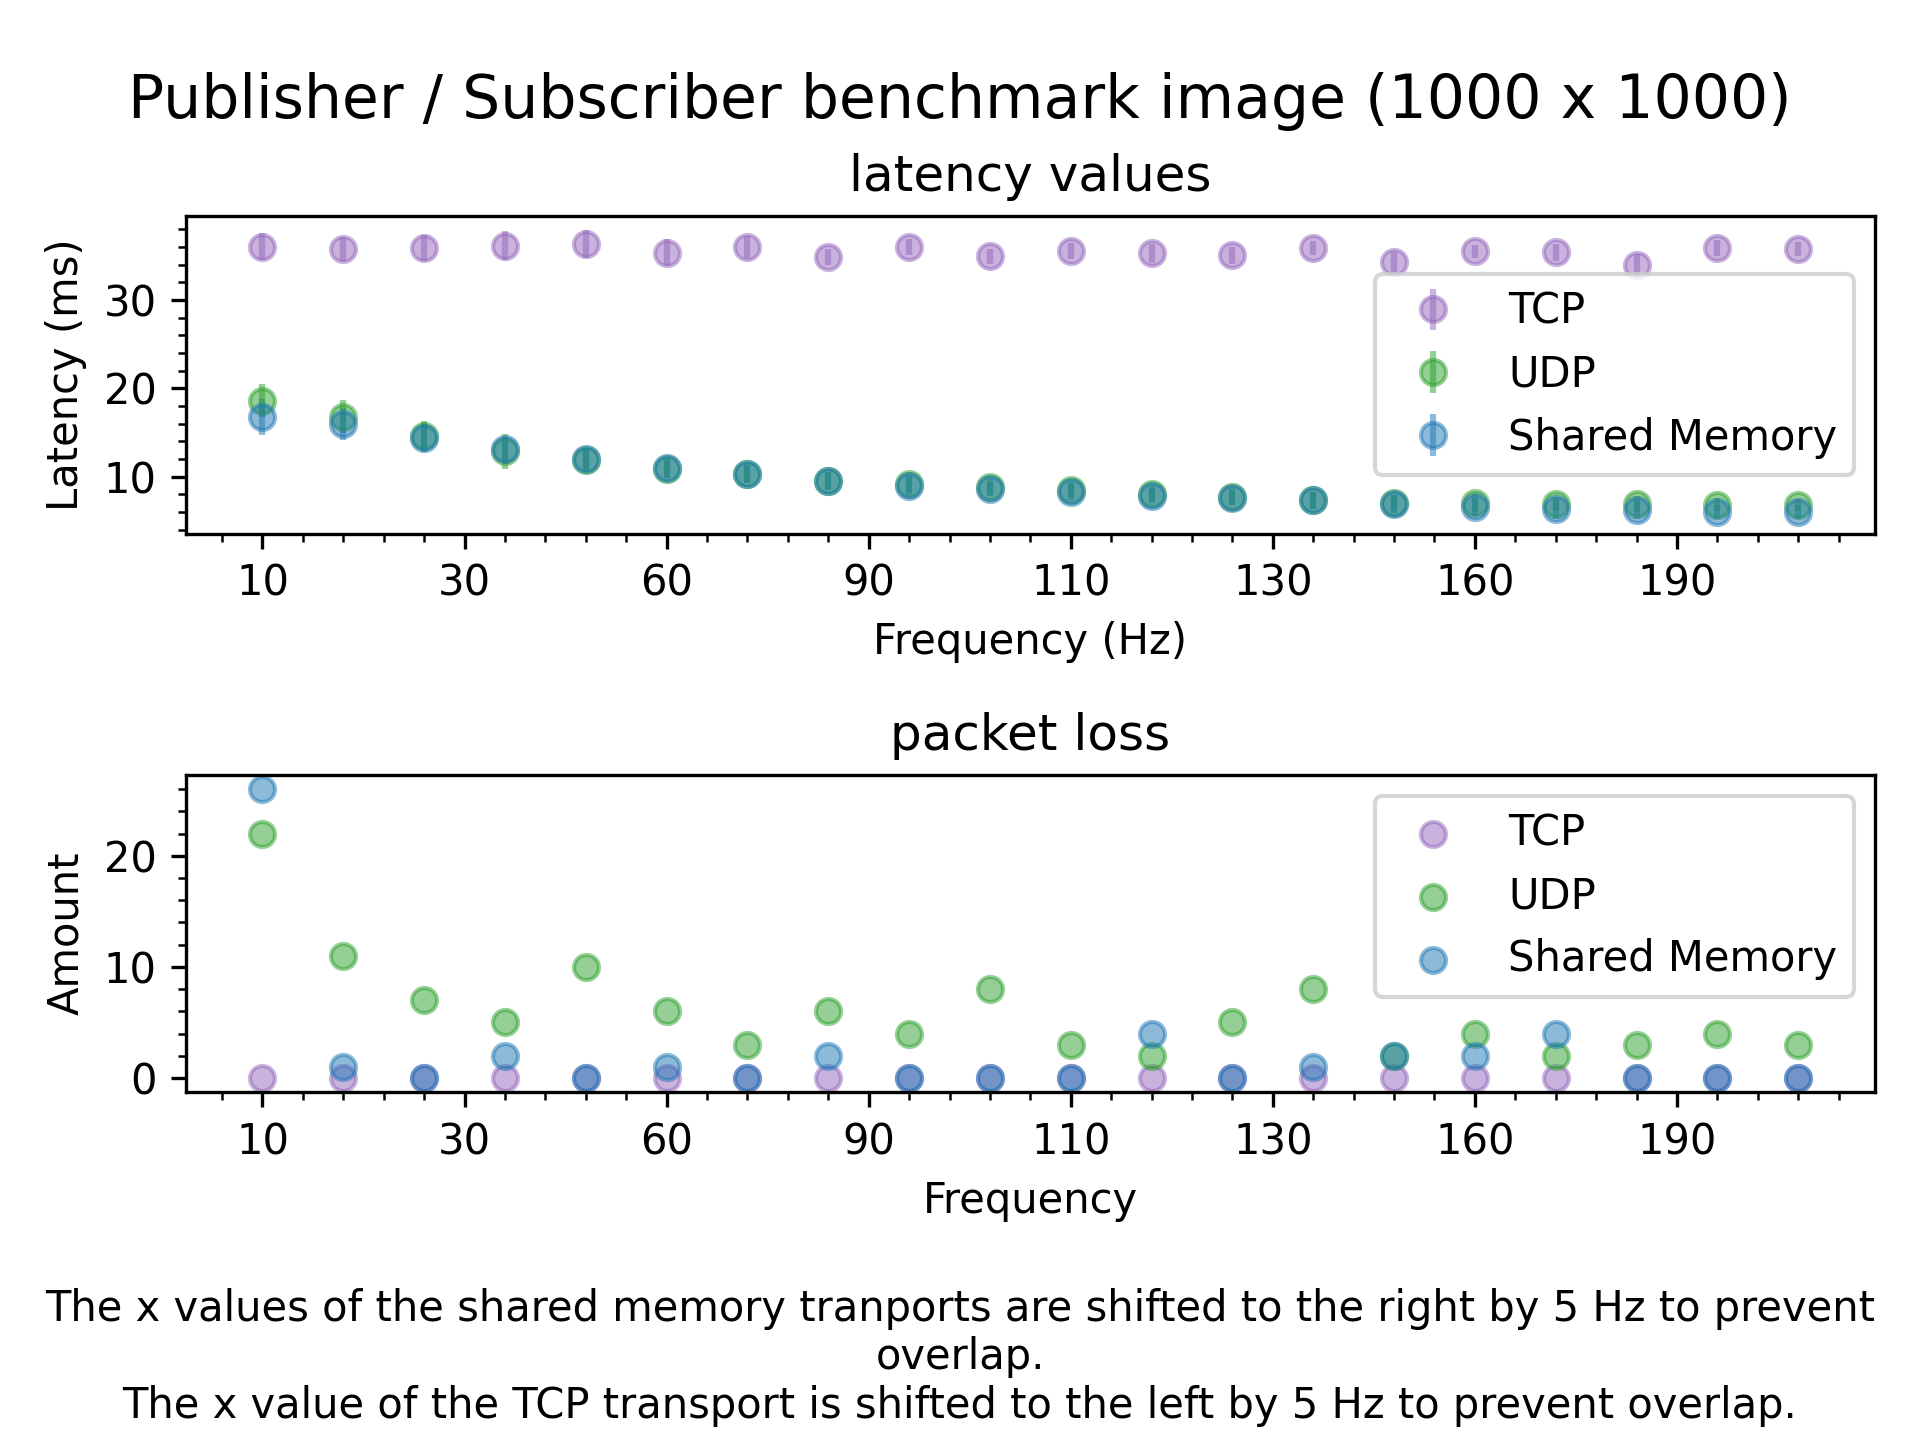 Publisher / Subscriber benchmark image (1000 x 1000)
latency values
Latency (ms)
30
20
10
TCP
UDP
Shared Memory
10 30 60 90 110 130 160 190
Frequency (Hz)
packet loss
Amount
20
10
0
TCP
UDP
Shared Memory
10 30 60 90 110 130 160 190
Frequency
The x values of the shared memory tranports are shifted to the right by 5 Hz to prevent
overlap.
The x value of the TCP transport is shifted to the left by 5 Hz to prevent overlap.